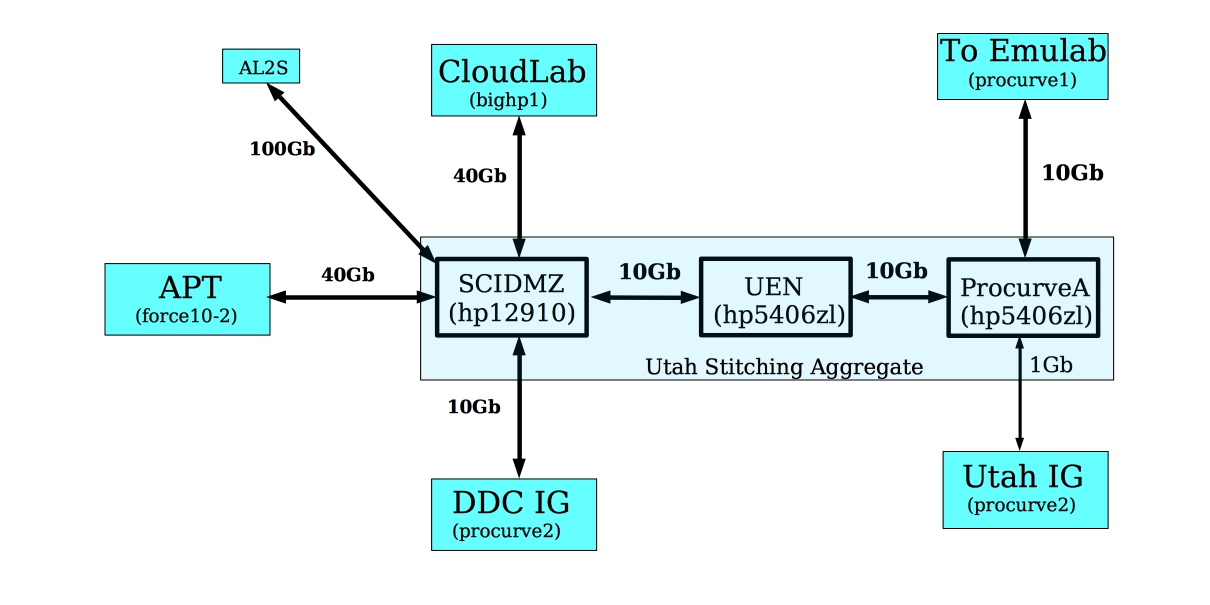 To Emulab
(procurve1)
AL2S
CloudLab
(bighp1)
100Gb
40Gb
10Gb
APT
(force10-2)
40Gb
SCIDMZ
(hp12910)
10Gb
UEN
(hp5406zl)
10Gb
ProcurveA
(hp5406zl)
Utah Stitching Aggregate
1Gb
10Gb
DDC IG
(procurve2)
Utah IG
(procurve2)